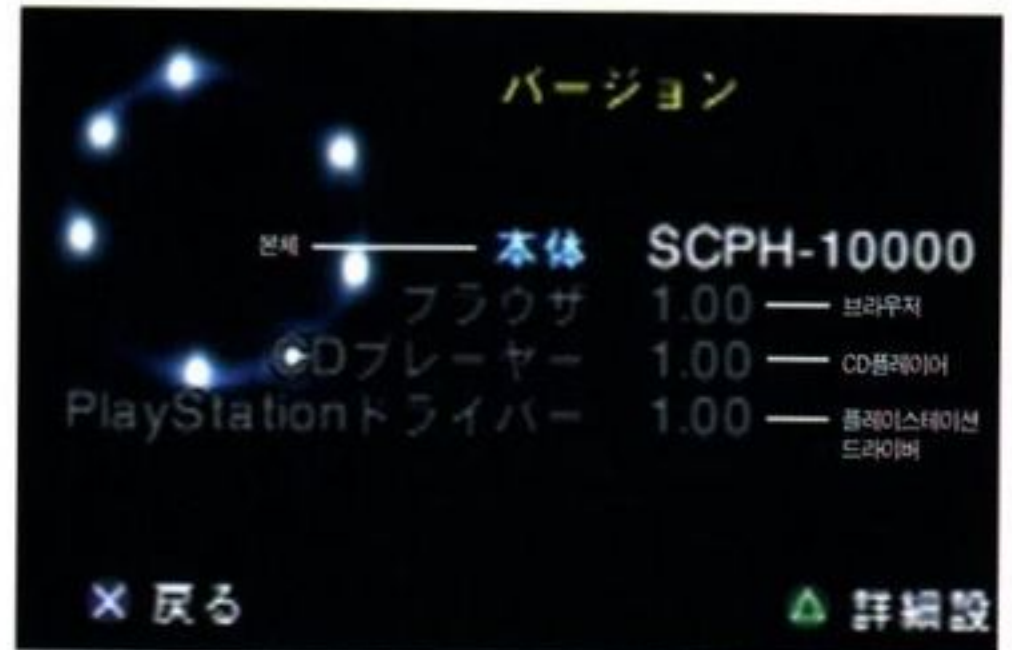 バージョン
본체 本体 SCPH-10000
ブラウザ 1.00 브라우저
CDプレーヤー 1.00 CD플레이어
PlayStationドライバー 1.00 플레이스테이션
드라이버
× 戻る △ 詳細設